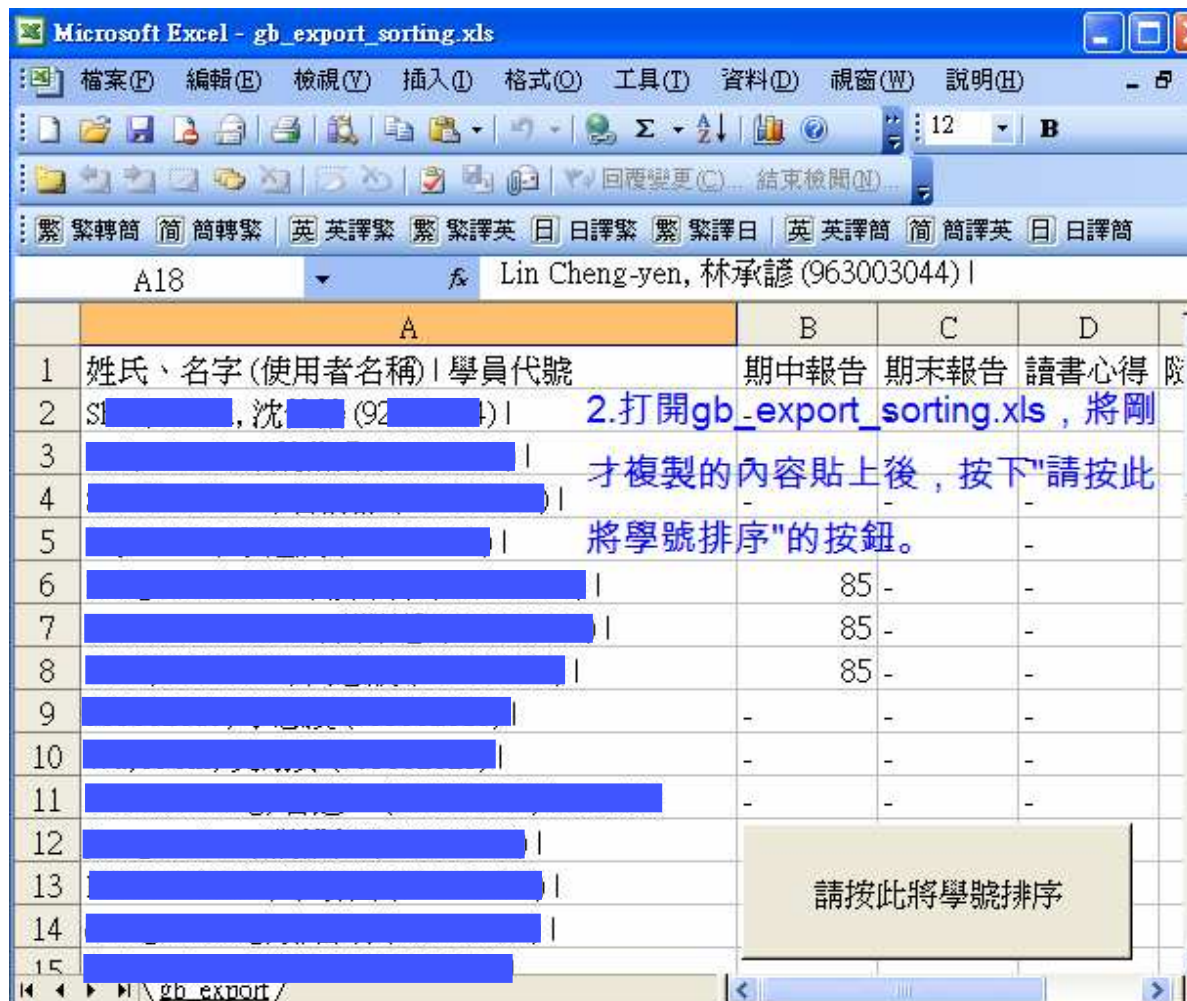 Microsoft Excel - gb_export_sorting.xls
檔案(F) 編輯(E) 檢視(V) 插入(I) 格式(O) 工具(T) 資料(D) 視窗(W) 說明(H)
12 B
回覆變更(C)... 結束檢閱(N)...
繁 繁轉簡 简 簡轉繁 英 英譯繁 繁 繁譯英 日 日譯繁 繁 繁譯日 英 英譯簡 简 簡譯英 日 日譯簡
A18 fx Lin Cheng-yen, 林承諺 (963003044) |
A B C D
1 姓氏、名字 (使用者名稱) | 學員代號 期中報告 期末報告 讀書心得
2 , 沈 (92 4) |
2.打開gb_export_sorting.xls，將剛
3
才複製的內容貼上後，按下"請按此
4
5
將學號排序"的按鈕。
6 85 - -
7 85 - -
8 85 - -
9 - - -
10 - - -
11 - - -
12
13
請按此將學號排序
14
15
gb_export